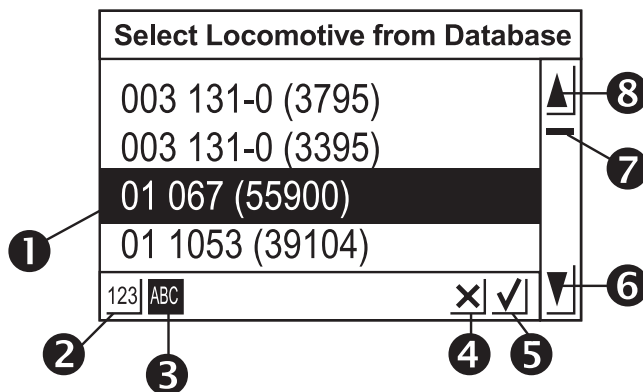 Select Locomotive from Database
003 131-0 (3795)
003 131-0 (3395)
01 067 (55900)
01 1053 (39104)
123 ABC
1
2
3
4
5
6
7
8